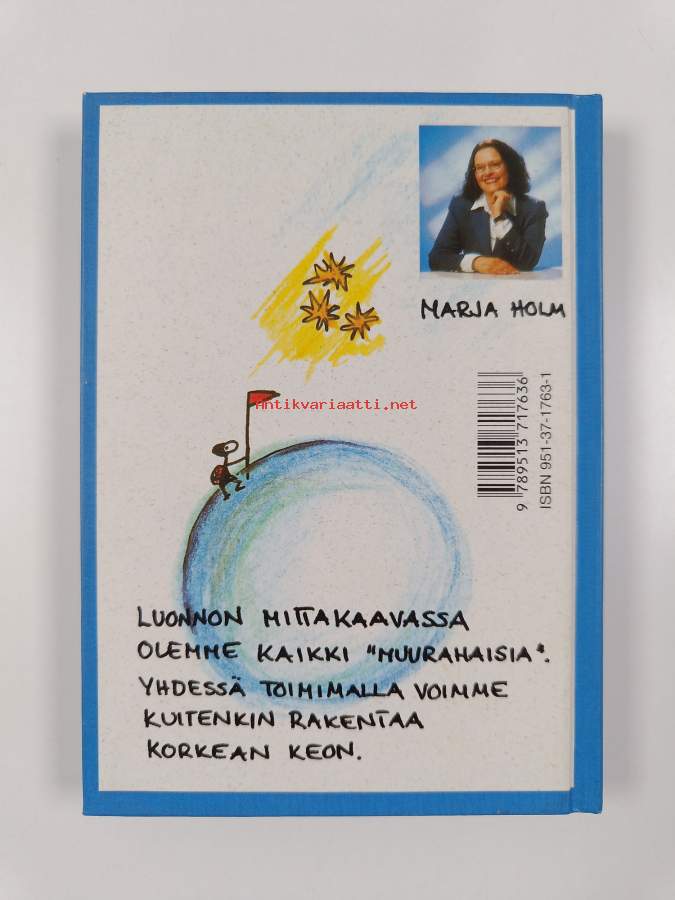 MARJA HOLM
Antikvariaatti.net
9 789513 717636
ISBN 951-37-1763-1
LUONNON MITTAKAAVASSA
OLEMME KAIKKI "MUURAHAISIA".
YHDESSÄ TOIMIMALLA VOIMME
KUITENKIN RAKENTAA
KORKEAN KEON.